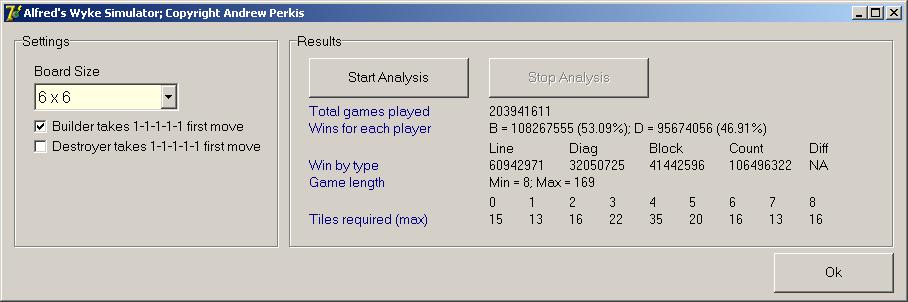 Alfred's Wyke Simulator; Copyright Andrew Perkis
Settings
Board Size
6 x 6
Builder takes 1-1-1-1-1 first move
Destroyer takes 1-1-1-1-1 first move
Results
Start Analysis Stop Analysis
Total games played 203941611
Wins for each player B = 108267555 (53.09%); D = 95674056 (46.91%)
Line Diag Block Count Diff
Win by type 60942971 32050725 41442596 106496322 NA
Game length Min = 8; Max = 169
0 1 2 3 4 5 6 7 8
Tiles required (max) 15 13 16 22 35 20 16 13 16
Ok